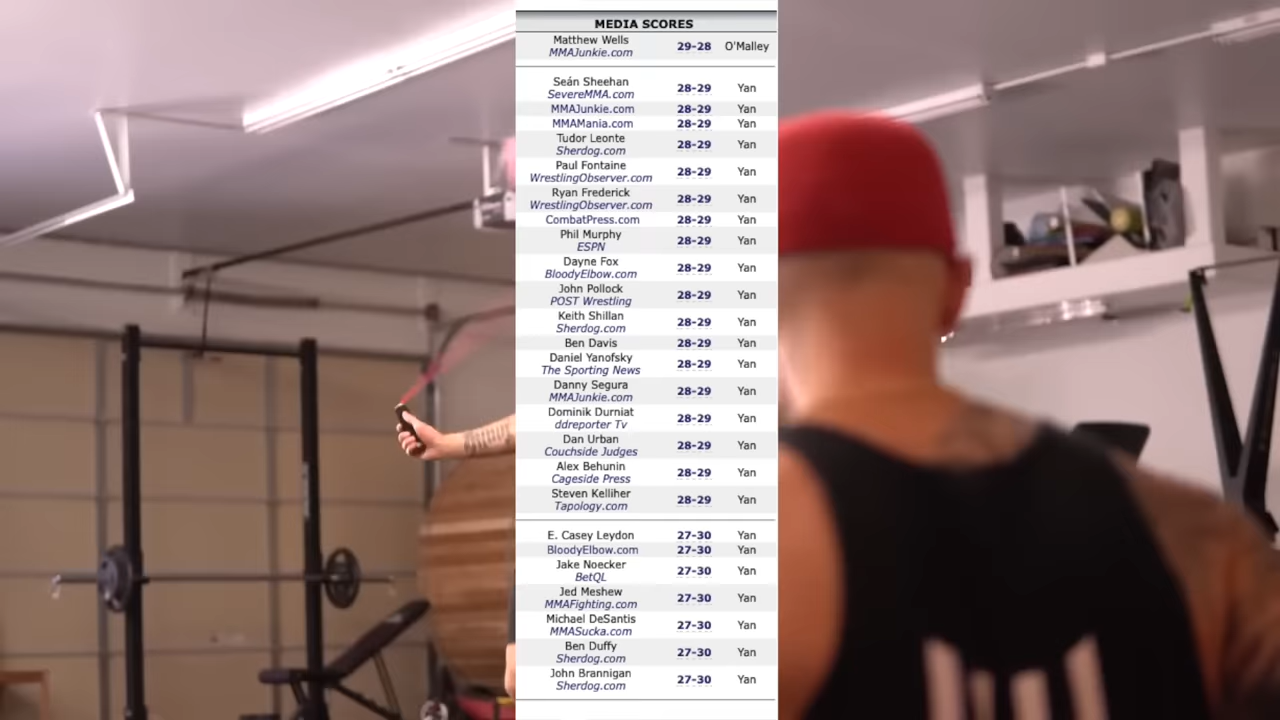 MEDIA SCORES
Matthew Wells
MMAJunkie.com 29-28 O'Malley
Seán Sheehan
SevereMMA.com 28-29 Yan
MMAJunkie.com 28-29 Yan
MMAMania.com 28-29 Yan
Tudor Leonte
Sherdog.com 28-29 Yan
Paul Fontaine
WrestlingObserver.com 28-29 Yan
Ryan Frederick
WrestlingObserver.com 28-29 Yan
CombatPress.com 28-29 Yan
Phil Murphy
ESPN 28-29 Yan
Dayne Fox
BloodyElbow.com 28-29 Yan
John Pollock
POST Wrestling 28-29 Yan
Keith Shillan
Sherdog.com 28-29 Yan
Ben Davis 28-29 Yan
Daniel Yanofsky
The Sporting News 28-29 Yan
Danny Segura
MMAJunkie.com 28-29 Yan
Dominik Durniat
ddreporter Tv 28-29 Yan
Dan Urban
Couchside Judges 28-29 Yan
Alex Behunin
Cageside Press 28-29 Yan
Steven Kelliher
Tapology.com 28-29 Yan
E. Casey Leydon 27-30 Yan
BloodyElbow.com 27-30 Yan
Jake Noecker
BetQL 27-30 Yan
Jed Meshew
MMAFighting.com 27-30 Yan
Michael DeSantis
MMASucka.com 27-30 Yan
Ben Duffy
Sherdog.com 27-30 Yan
John Brannigan
Sherdog.com 27-30 Yan